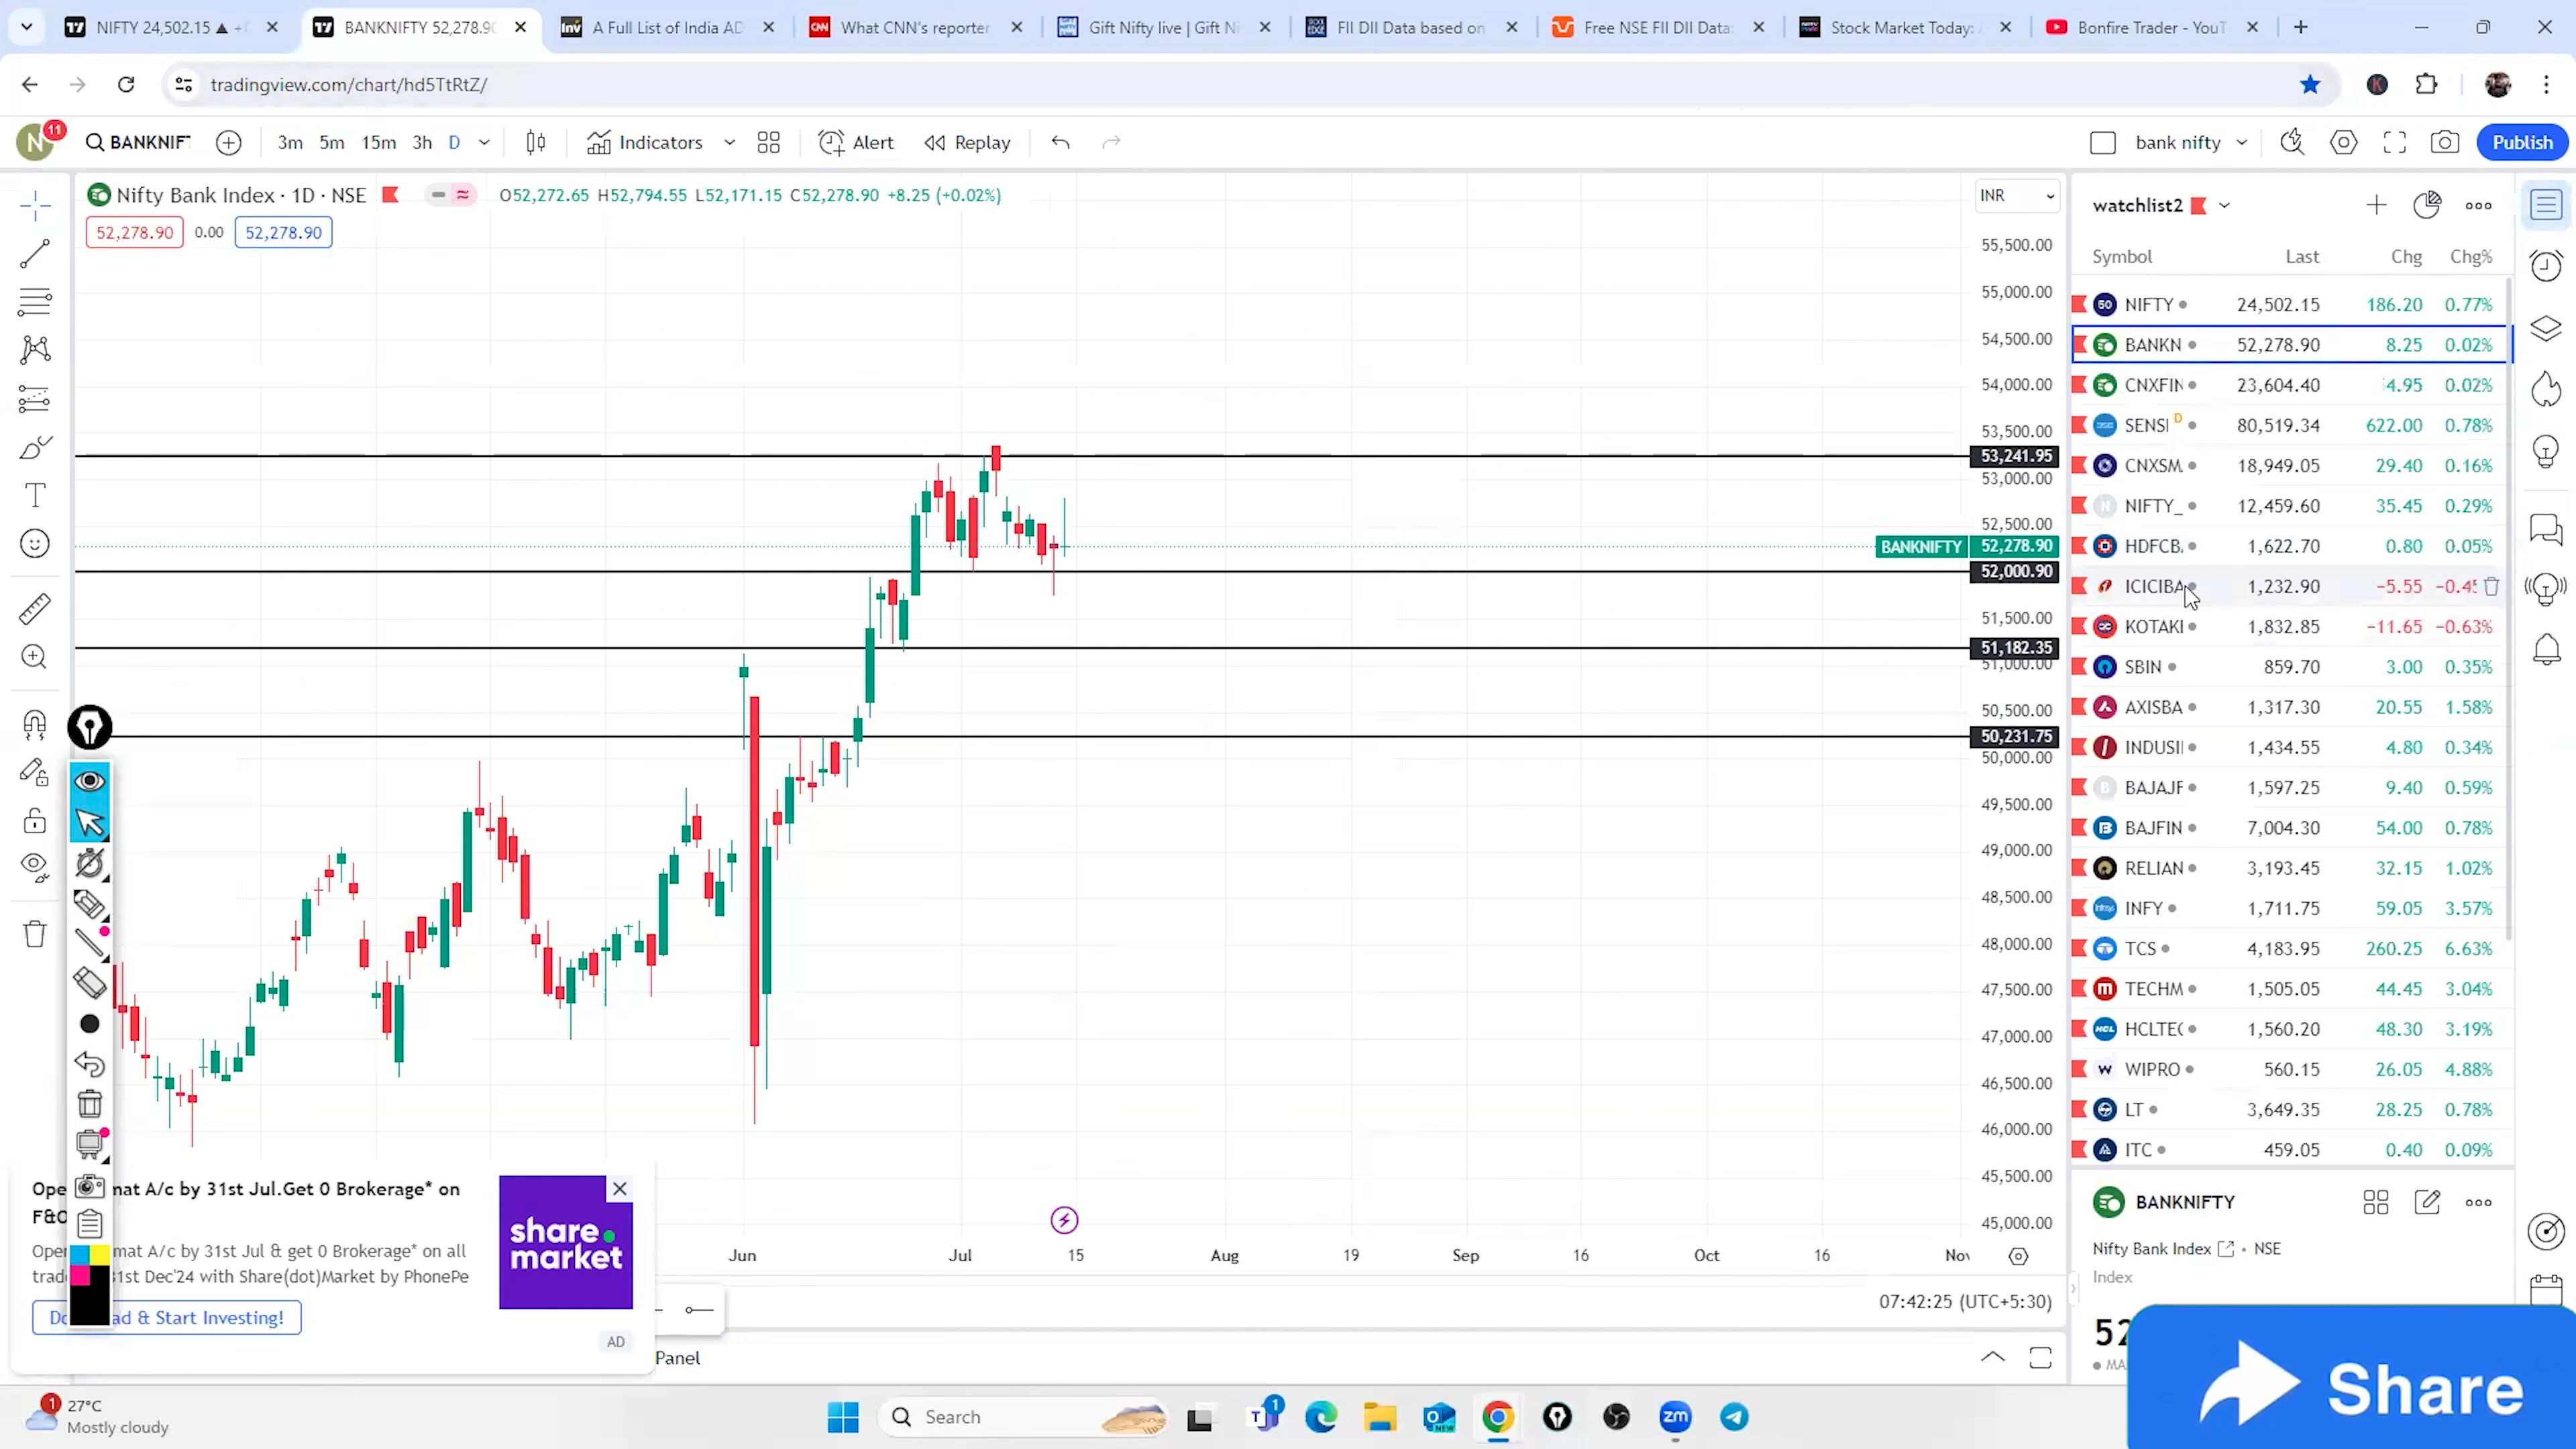 NIFTY 24,502.15 ▲ +0
BANKNIFTY 52,278.90
A Full List of India AD
What CNN's reporter
Gift Nifty live | Gift Ni
FII DII Data based on
Free NSE FII DII Data:
Stock Market Today:
Bonfire Trader - YouT
tradingview.com/chart/hd5TtRtZ/
N 11
BANKNIF
3m 5m 15m 3h D
Indicators
Alert
Replay
bank nifty
Publish
Nifty Bank Index · 1D · NSE
O52,272.65 H52,794.55 L52,171.15 C52,278.90 +8.25 (+0.02%)
52,278.90 0.00 52,278.90
INR
55,500.00
55,000.00
54,500.00
54,000.00
53,500.00
53,241.95
53,000.00
52,500.00
BANKNIFTY 52,278.90
52,000.90
51,500.00
51,182.35
51,000.00
50,500.00
50,231.75
50,000.00
49,500.00
49,000.00
48,500.00
48,000.00
47,500.00
47,000.00
46,500.00
46,000.00
45,500.00
45,000.00
Jun Jul 15 Aug 19 Sep 16 Oct 16 Nov
07:42:25 (UTC+5:30)
Panel
watchlist2
Symbol Last Chg Chg%
NIFTY 24,502.15 186.20 0.77%
BANKN 52,278.90 8.25 0.02%
CNXFIN 23,604.40 4.95 0.02%
SENSI D 80,519.34 622.00 0.78%
CNXSM 18,949.05 29.40 0.16%
NIFTY_ 12,459.60 35.45 0.29%
HDFCB 1,622.70 0.80 0.05%
ICICIBA 1,232.90 −5.55 −0.45
KOTAKI 1,832.85 −11.65 −0.63%
SBIN 859.70 3.00 0.35%
AXISBA 1,317.30 20.55 1.58%
INDUSI 1,434.55 4.80 0.34%
BAJAJF 1,597.25 9.40 0.59%
BAJFIN 7,004.30 54.00 0.78%
RELIAN 3,193.45 32.15 1.02%
INFY 1,711.75 59.05 3.57%
TCS 4,183.95 260.25 6.63%
TECHM 1,505.05 44.45 3.04%
HCLTEC 1,560.20 48.30 3.19%
WIPRO 560.15 26.05 4.88%
LT 3,649.35 28.25 0.78%
ITC 459.05 0.40 0.09%
BANKNIFTY
Nifty Bank Index · NSE
Index
52
MA
Share
Ope mat A/c by 31st Jul.Get 0 Brokerage* on
F&O
Open mat A/c by 31st Jul & get 0 Brokerage* on all
trad 31st Dec'24 with Share(dot)Market by PhonePe
Do ad & Start Investing!
share.
market
AD
1 27°C
Mostly cloudy
Search
1
zm